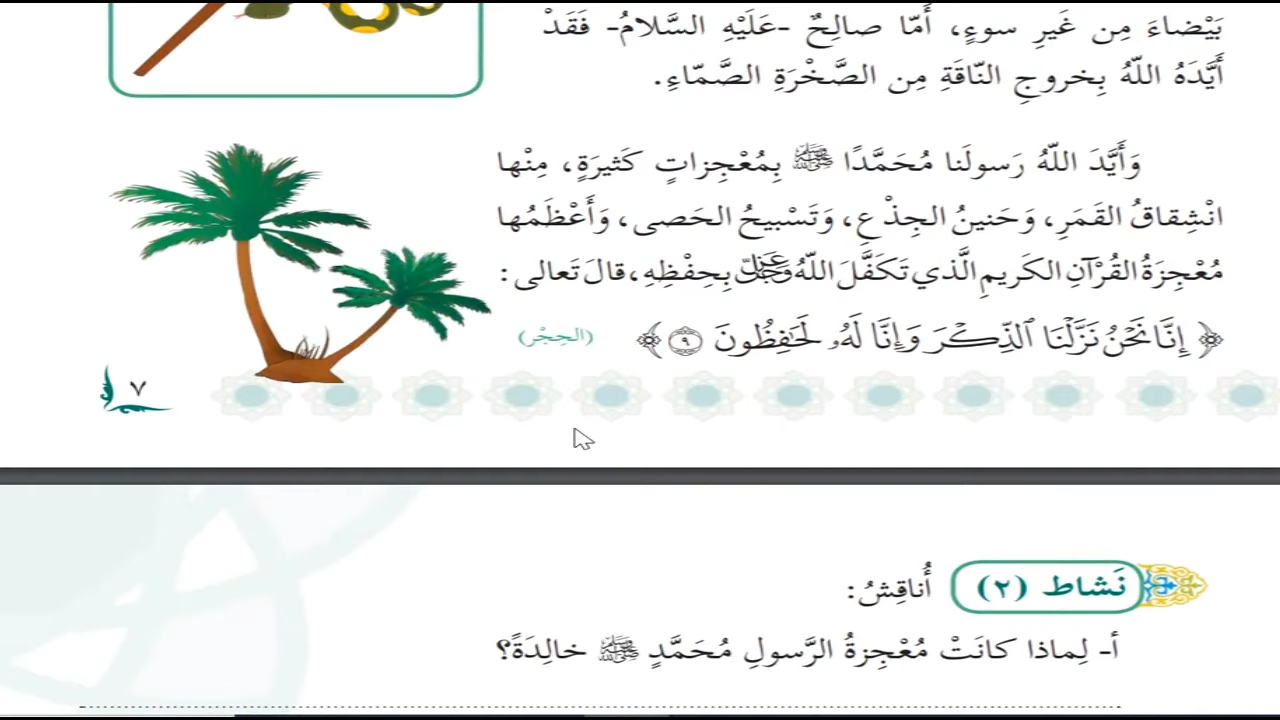 بَيْضاءَ مِن غَيرِ سوءٍ، أَمّا صالِحٌ -عَلَيْهِ السَّلامُ- فَقَدْ
أَيَّدَهُ اللّهُ بِخروجِ النّاقَةِ مِن الصَّخْرَةِ الصَّمّاءِ.
وَأَيَّدَ اللّهُ رَسولَنا مُحَمَّدًا ﷺ بِمُعْجِزاتٍ كَثيرَةٍ، مِنْها
انْشِقاقُ القَمَرِ، وَحَنينُ الجِذْعِ، وَتَسْبيحُ الحَصى، وَأَعْظَمُها
مُعْجِزَةُ القُرْآنِ الكَريمِ الَّذي تَكَفَّلَ اللّهُ عَزَّ وَجَلَّ بِحِفْظِهِ، قالَ تَعالى:
﴿إِنَّا نَحْنُ نَزَّلْنَا ٱلذِّكْرَ وَإِنَّا لَهُۥ لَحَـٰفِظُونَ ٩﴾ (الحِجْر)
٧
نَشاط (٢) أُناقِشُ:
أ- لِماذا كانَتْ مُعْجِزةُ الرَّسولِ مُحَمَّدٍ ﷺ خالِدَةً؟